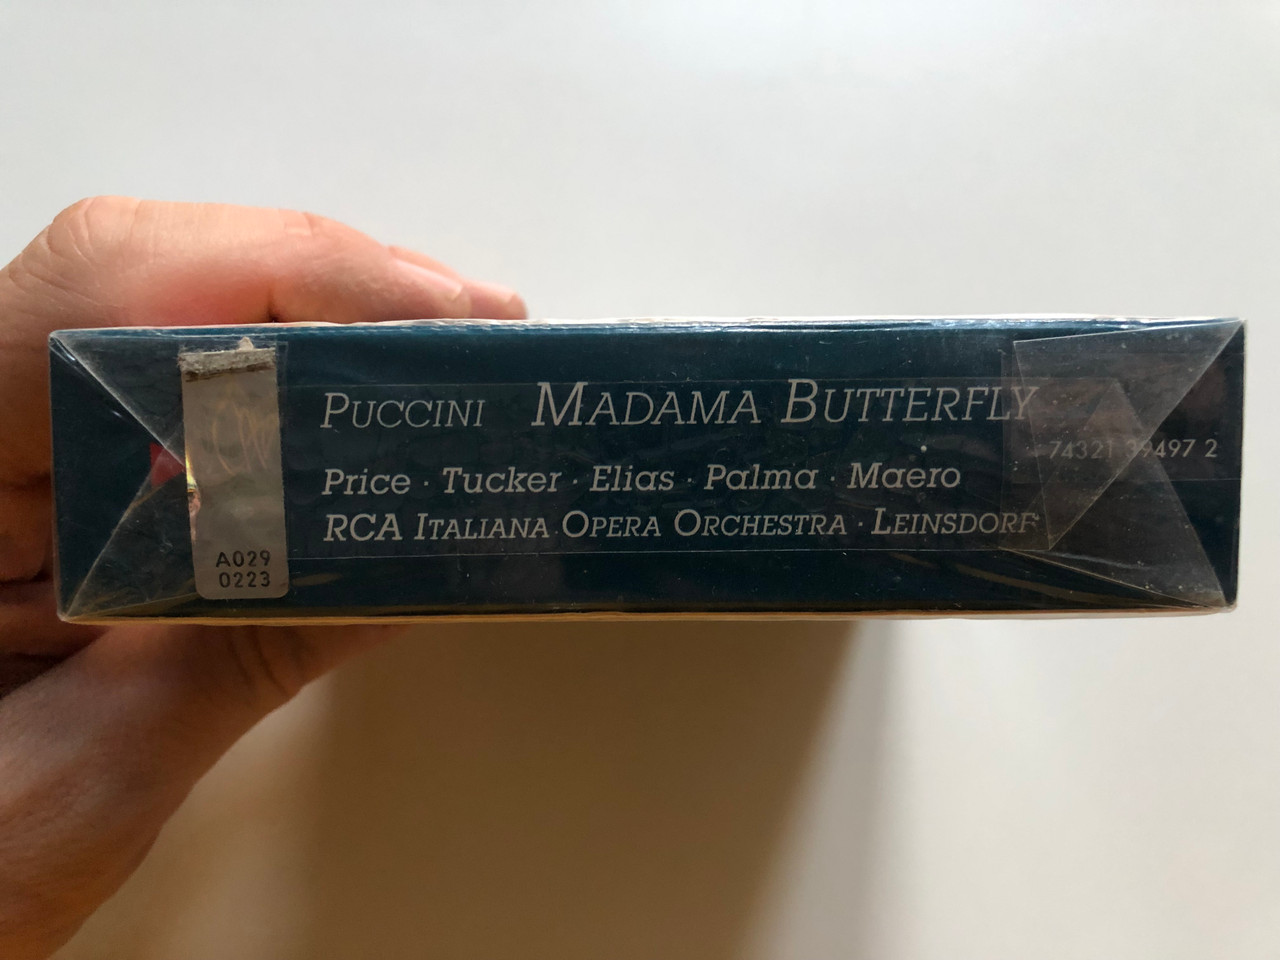 PUCCINI MADAMA BUTTERFLY
74321 39497 2
Price · Tucker · Elias · Palma · Maero
RCA ITALIANA OPERA ORCHESTRA · LEINSDORF
A029
0223